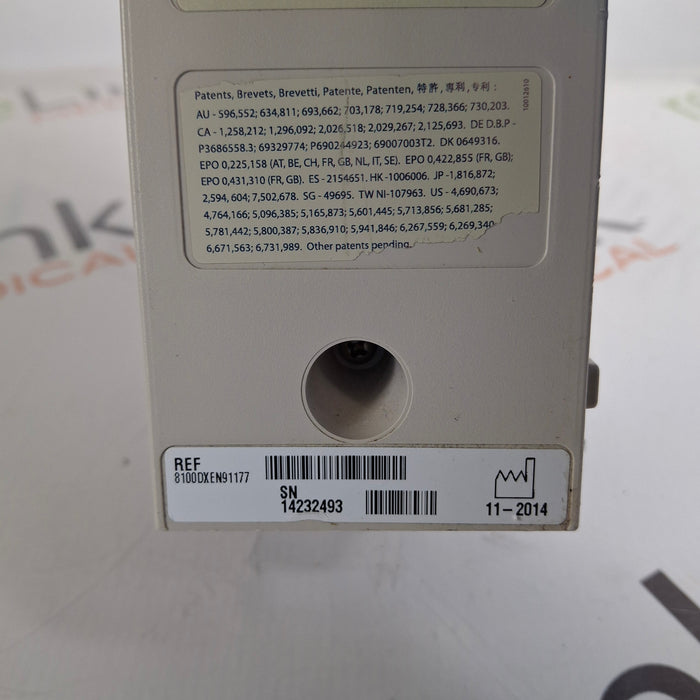 Patents, Brevets, Brevetti, Patente, Patenten, 特許, 專利, 专利 :
AU - 596,552; 634,811; 693,662; 703,178; 719,254; 728,366; 730,203.
CA - 1,258,212; 1,296,092; 2,026,518; 2,029,267; 2,125,693. DE D.B.P -
P3686558.3; 69329774; P690244923; 69007003T2. DK 0649316.
EPO 0,225,158 (AT, BE, CH, FR, GB, NL, IT, SE). EPO 0,422,855 (FR, GB);
EPO 0,431,310 (FR, GB). ES - 2154651. HK - 1006006. JP - 1,816,872;
2,594,604; 7,502,678. SG - 49695. TW NI-107963. US - 4,690,673;
4,764,166; 5,096,385; 5,165,873; 5,601,445; 5,713,856; 5,681,285;
5,781,442; 5,800,387; 5,836,910; 5,941,846; 6,267,559; 6,269,340
6,671,563; 6,731,989. Other patents pending.
10012610
REF
8100DXEN91177
SN
14232493
11-2014